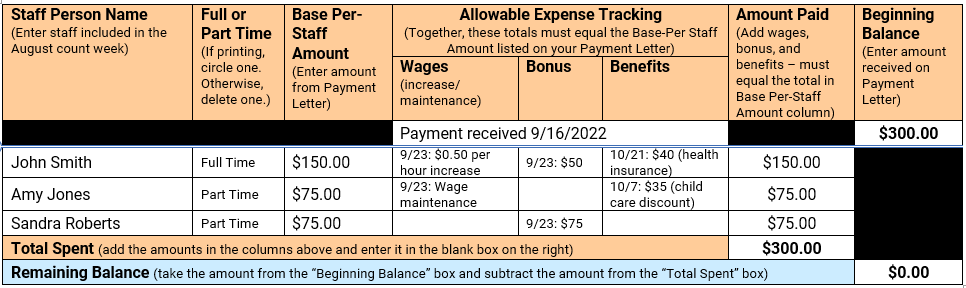 Staff Person Name
(Enter staff included in the
August count week)
Full or
Part Time
(If printing,
circle one.
Otherwise,
delete one.)
Base Per-
Staff
Amount
(Enter amount
from Payment
Letter)
Allowable Expense Tracking
(Together, these totals must equal the Base-Per Staff
Amount listed on your Payment Letter)
Wages
(increase/
maintenance)
Bonus
Benefits
Amount Paid
(Add wages,
bonus, and
benefits – must
equal the total in
Base Per-Staff
Amount column)
Beginning
Balance
(Enter amount
received on
Payment
Letter)
Payment received 9/16/2022
$300.00
John Smith
Full Time
$150.00
9/23: $0.50 per
hour increase
9/23: $50
10/21: $40 (health
insurance)
$150.00
Amy Jones
Part Time
$75.00
9/23: Wage
maintenance
10/7: $35 (child
care discount)
$75.00
Sandra Roberts
Part Time
$75.00
9/23: $75
$75.00
Total Spent (add the amounts in the columns above and enter it in the blank box on the right)
$300.00
Remaining Balance (take the amount from the “Beginning Balance” box and subtract the amount from the “Total Spent” box)
$0.00